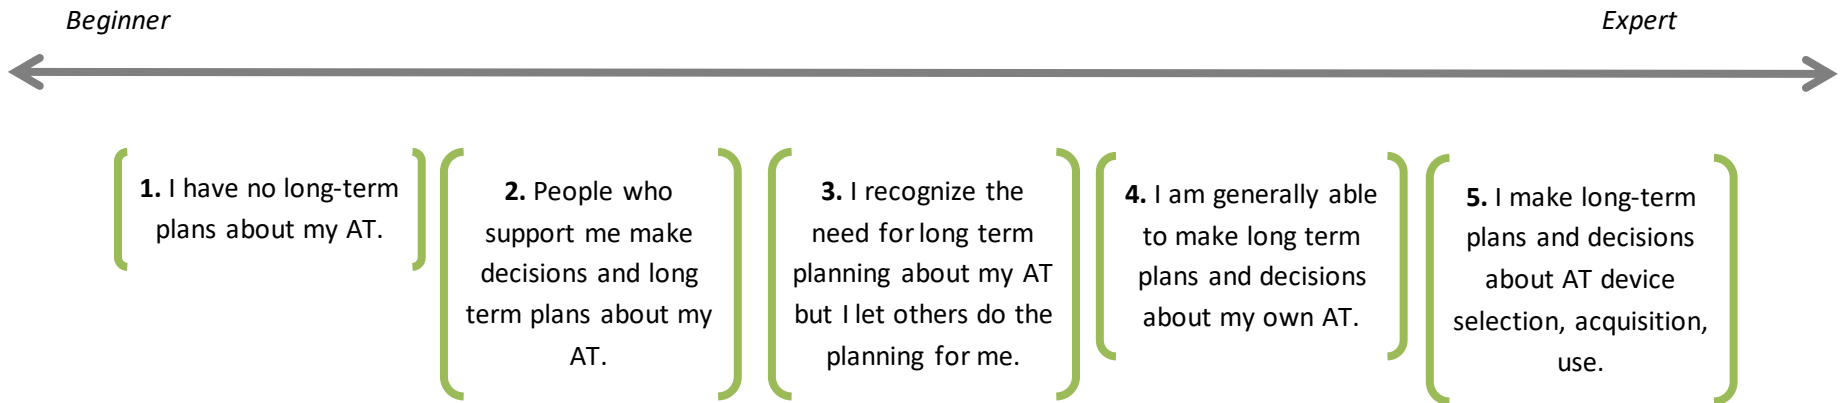 Beginner
Expert
1. I have no long-term
plans about my AT.
2. People who
support me make
decisions and long
term plans about my
AT.
3. I recognize the
need for long term
planning about my AT
but I let others do the
planning for me.
4. I am generally able
to make long term
plans and decisions
about my own AT.
5. I make long-term
plans and decisions
about AT device
selection, acquisition,
use.